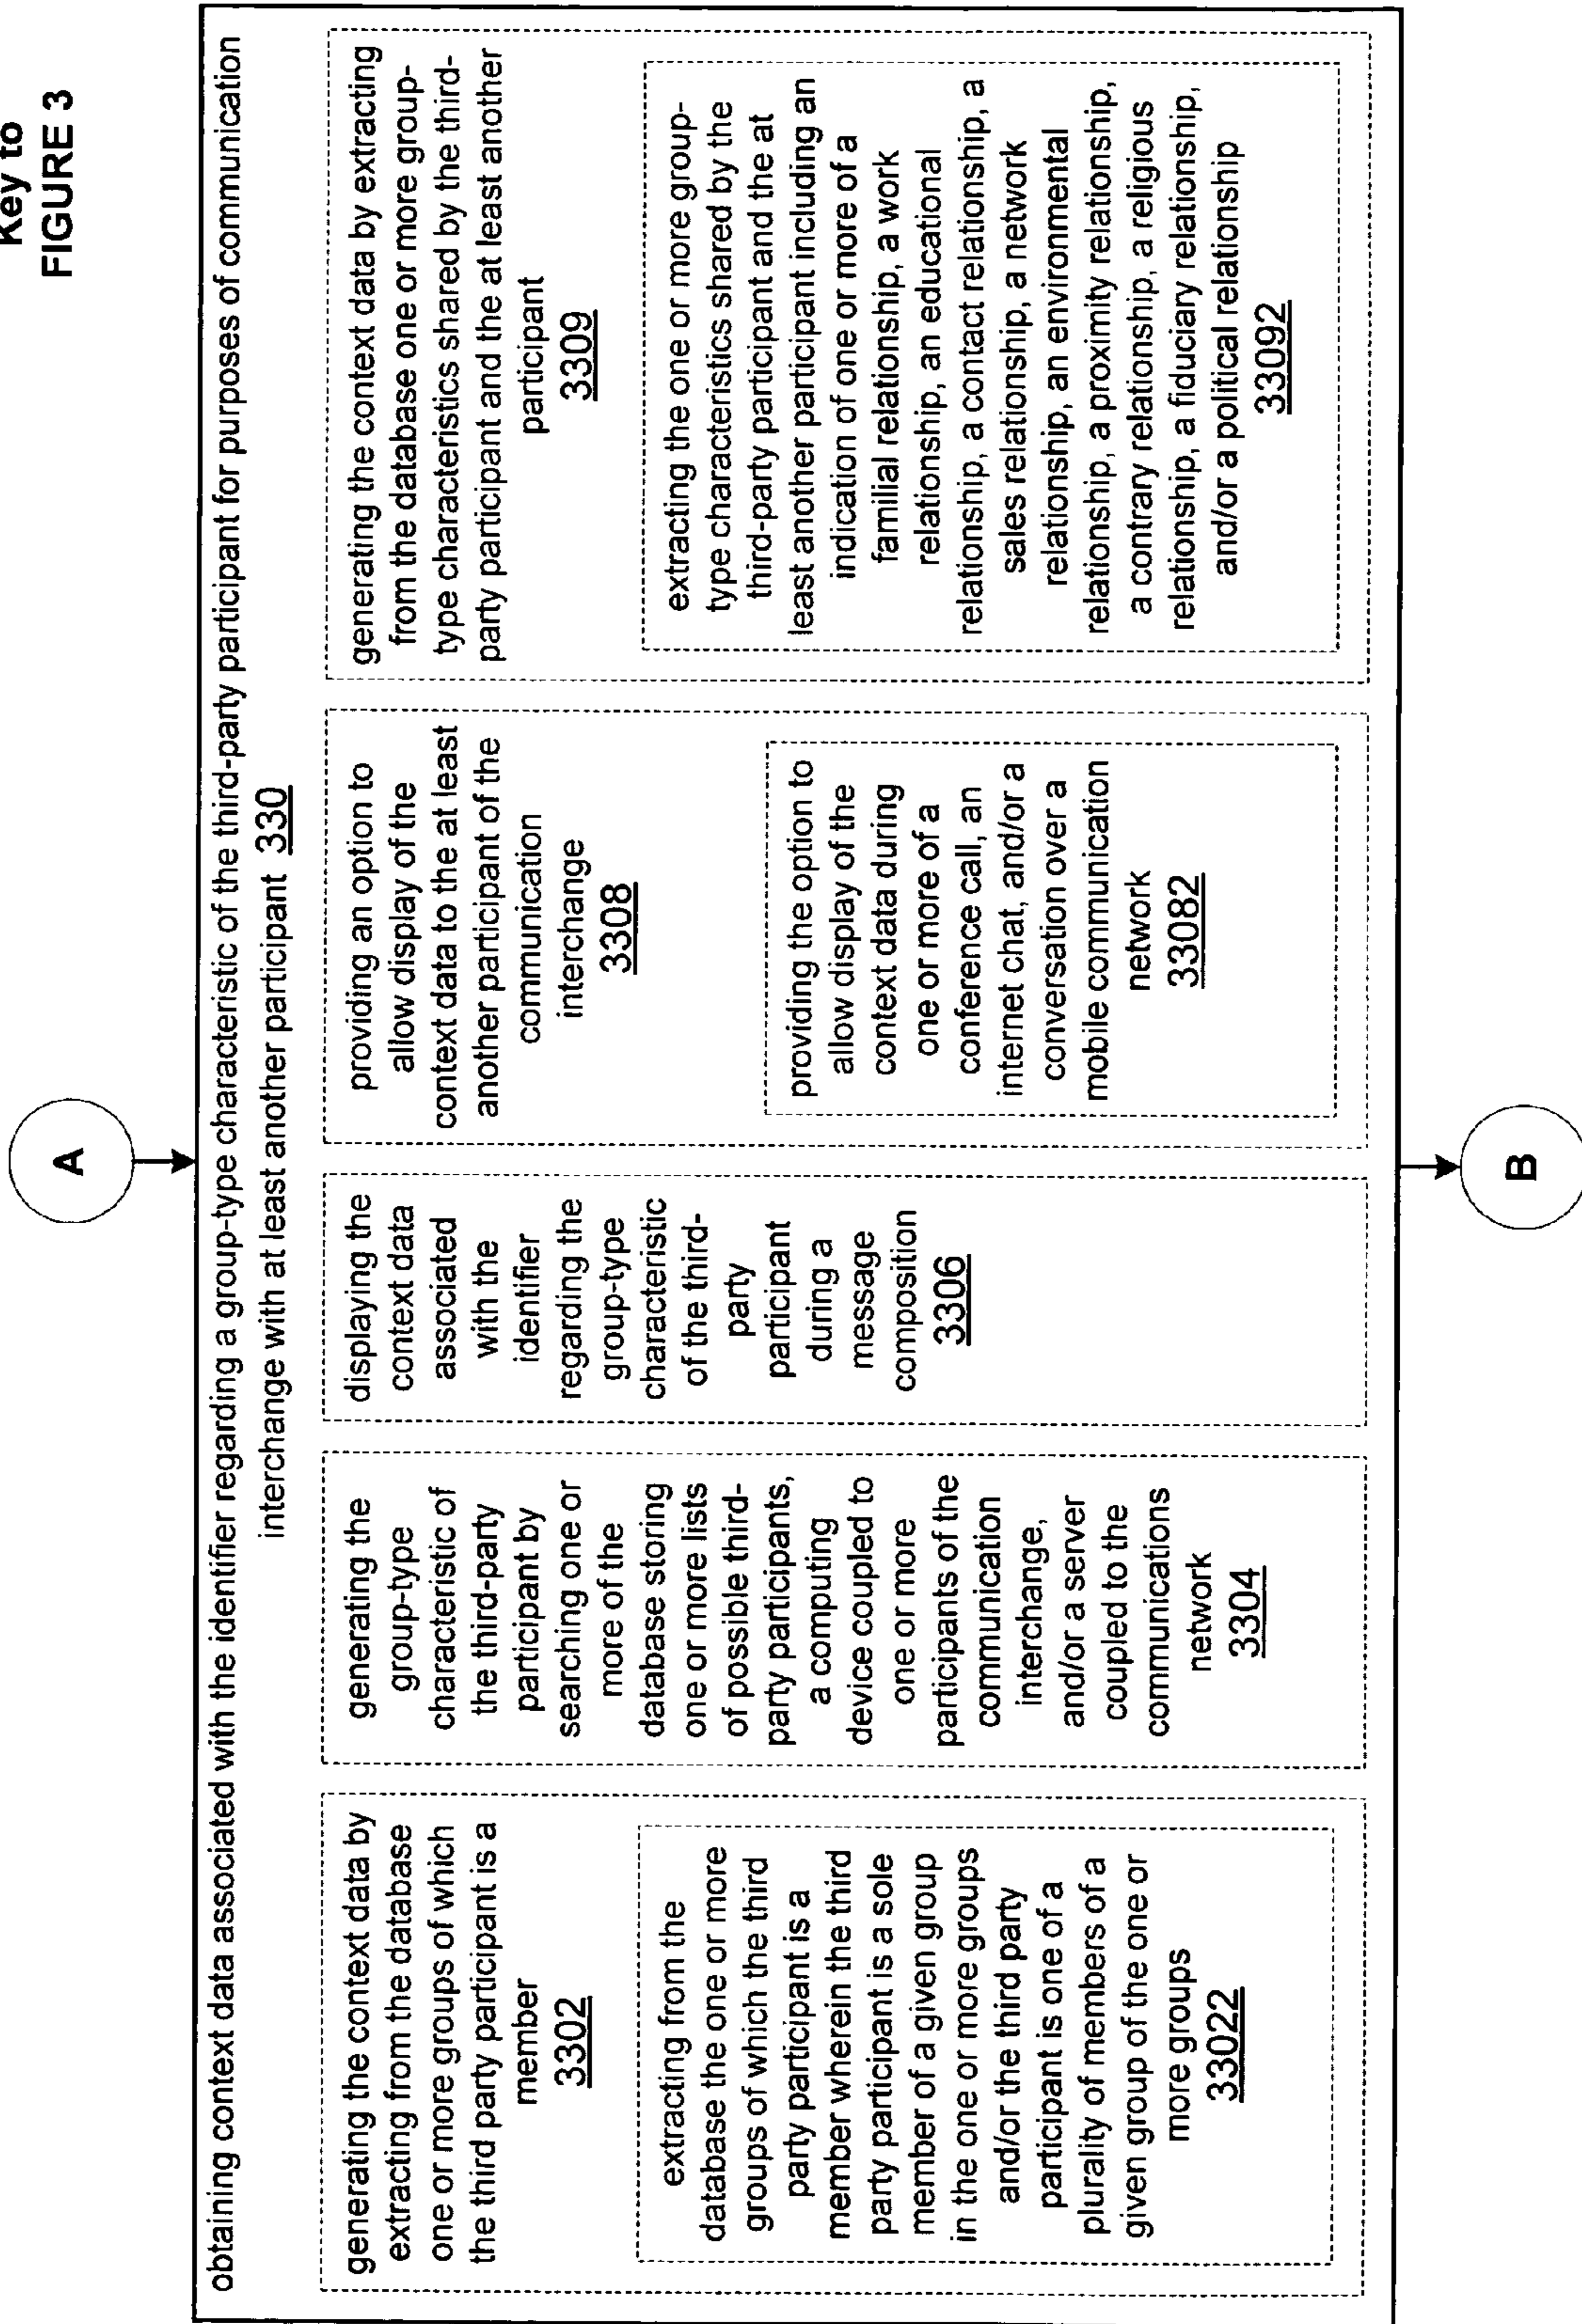 Key to
FIGURE 3
A
obtaining context data associated with the identifier regarding a group-type characteristic of the third-party participant for purposes of communication
interchange with at least another participant 330
generating the context data by
extracting from the database
one or more groups of which
the third party participant is a
member
3302
extracting from the
database the one or more
groups of which the third
party participant is a
member wherein the third
party participant is a sole
member of a given group
in the one or more groups
and/or the third party
participant is one of a
plurality of members of a
given group of the one or
more groups
33022
generating the
group-type
characteristic of
the third-party
participant by
searching one or
more of the
database storing
one or more lists
of possible third-
party participants,
a computing
device coupled to
one or more
participants of the
communication
interchange,
and/or a server
coupled to the
communications
network
3304
displaying the
context data
associated
with the
identifier
regarding the
group-type
characteristic
of the third-
party
participant
during a
message
composition
3306
providing an option to
allow display of the
context data to the at least
another participant of the
communication
interchange
3308
providing the option to
allow display of the
context data during
one or more of a
conference call, an
internet chat, and/or a
conversation over a
mobile communication
network
33082
generating the context data by extracting
from the database one or more group-
type characteristics shared by the third-
party participant and the at least another
participant
3309
extracting the one or more group-
type characteristics shared by the
third-party participant and the at
least another participant including an
indication of one or more of a
familial relationship, a work
relationship, an educational
relationship, a contact relationship, a
sales relationship, a network
relationship, an environmental
relationship, a proximity relationship,
a contrary relationship, a religious
relationship, a fiduciary relationship,
and/or a political relationship
33092
B